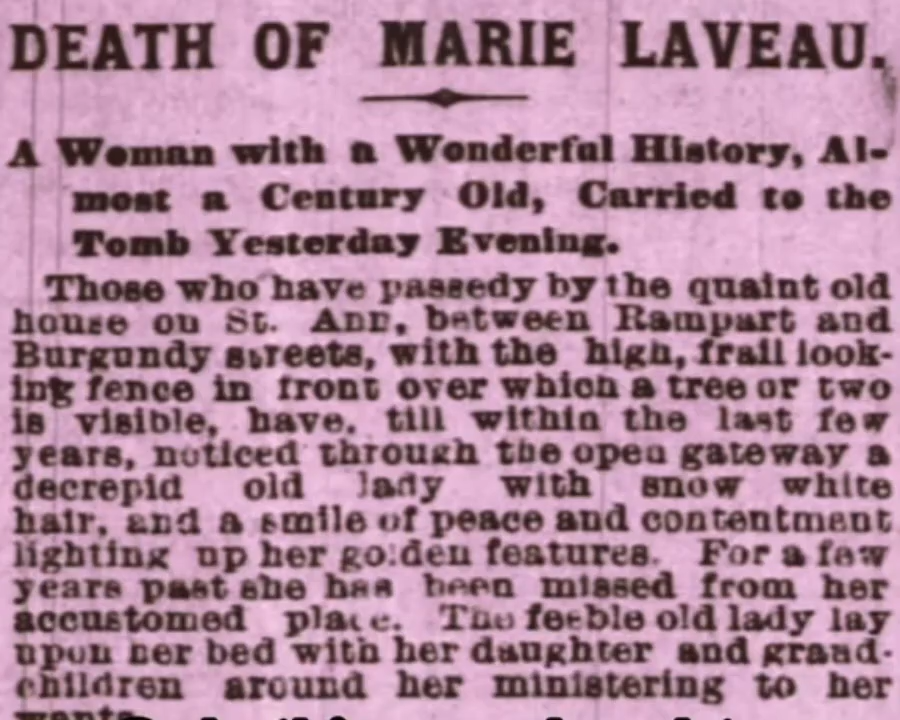 DEATH OF MARIE LAVEAU.
A Woman with a Wonderful History, Al-
most a Century Old, Carried to the
Tomb Yesterday Evening.
Those who have passedy by the quaint old
house on St. Ann, between Rampart and
Burgundy streets, with the high, frail look-
ing fence in front over which a tree or two
is visible, have, till within the last few
years, noticed through the open gateway a
decrepid old lady with snow white
hair, and a smile of peace and contentment
lighting up her golden features. For a few
years past she has been missed from her
accustomed place. The feeble old lady lay
upon her bed with her daughter and grand-
children around her ministering to her
wants.